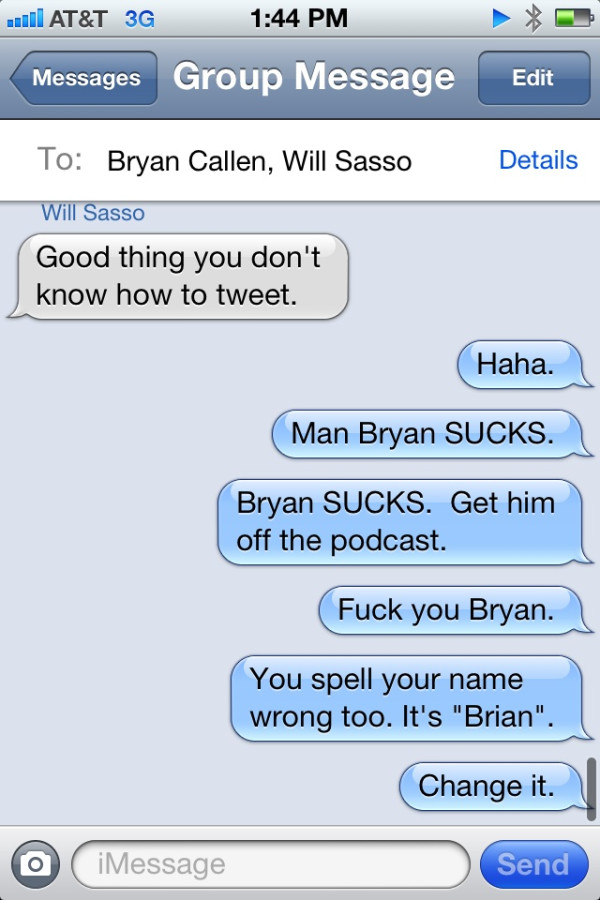 AT&T 3G 1:44 PM
Messages Group Message Edit
To: Bryan Callen, Will Sasso Details
Will Sasso
Good thing you don't
know how to tweet.
Haha.
Man Bryan SUCKS.
Bryan SUCKS. Get him
off the podcast.
Fuck you Bryan.
You spell your name
wrong too. It's "Brian".
Change it.
iMessage Send